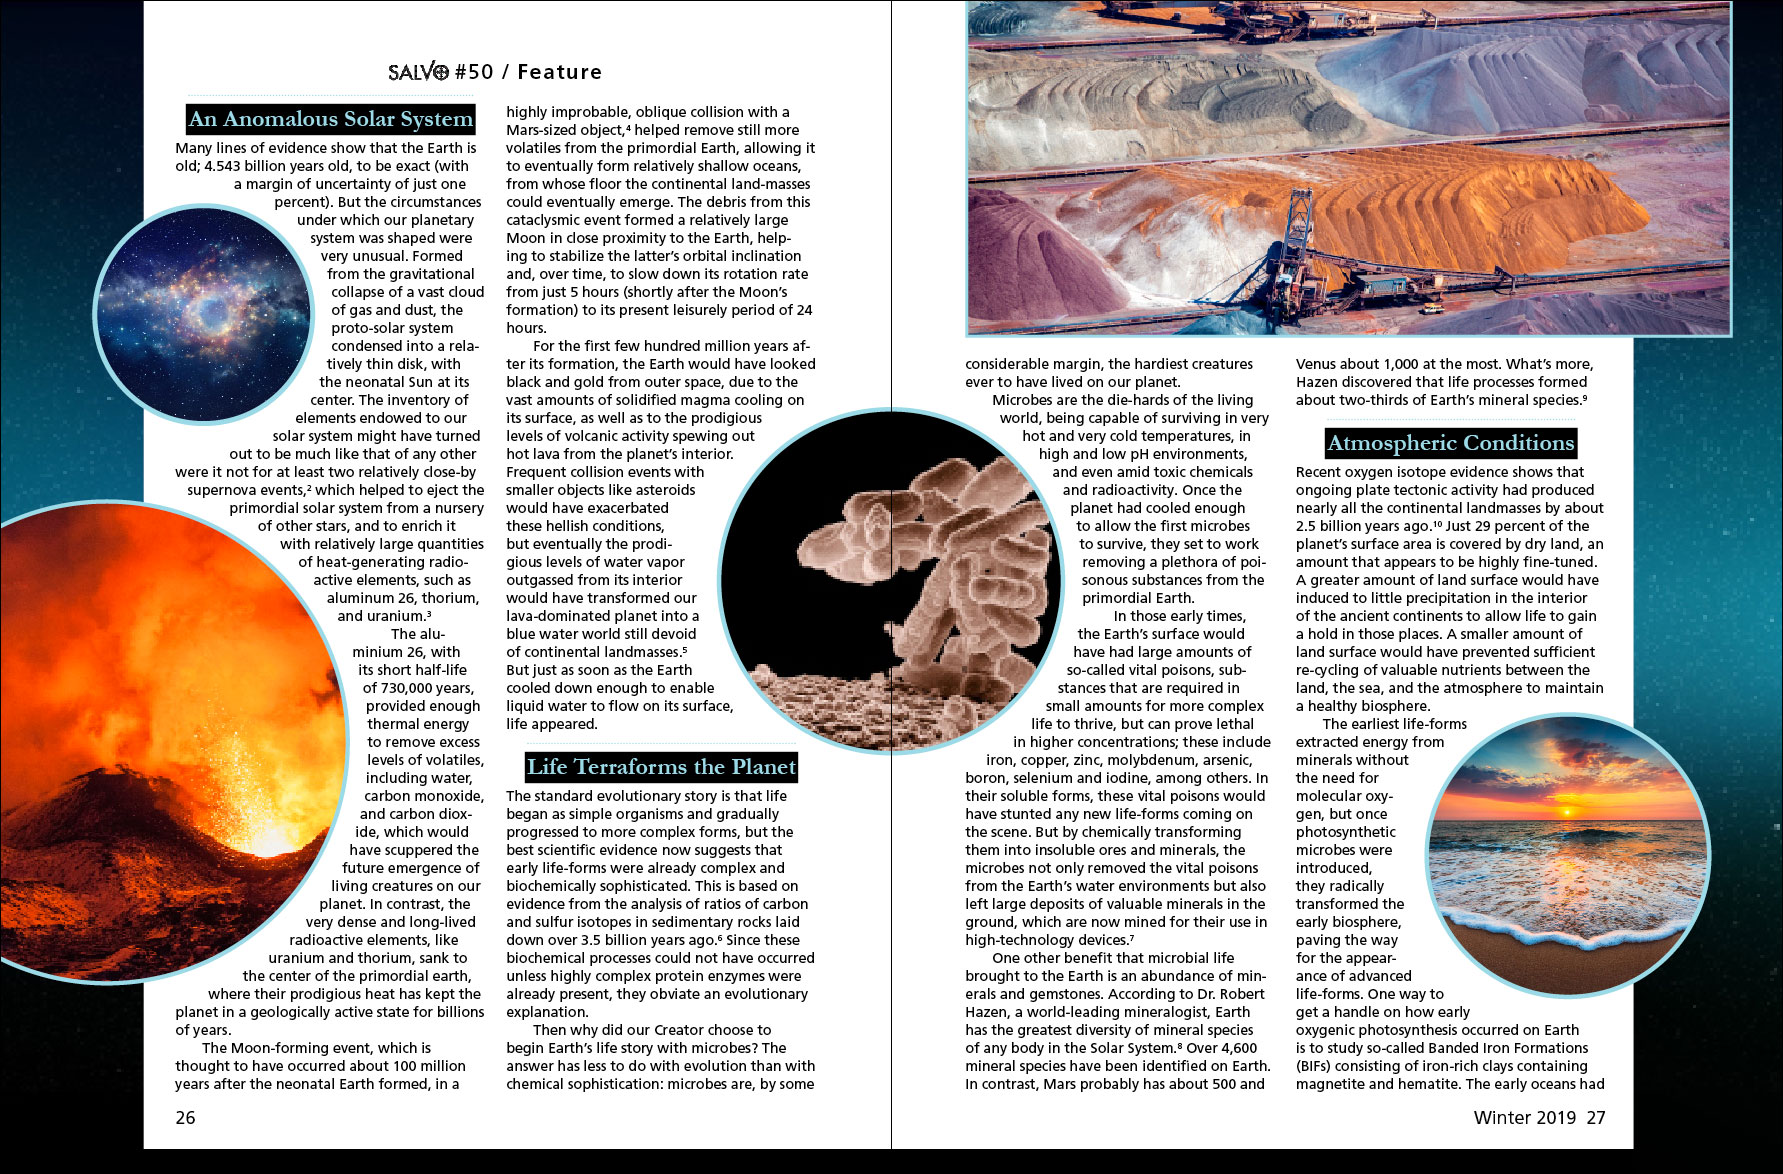 SALVO #50 / Feature
An Anomalous Solar System
Many lines of evidence show that the Earth is
old; 4.543 billion years old, to be exact (with
a margin of uncertainty of just one
percent). But the circumstances
under which our planetary
system was shaped were
very unusual. Formed
from the gravitational
collapse of a vast cloud
of gas and dust, the
proto-solar system
condensed into a rela-
tively thin disk, with
the neonatal Sun at its
center. The inventory of
elements endowed to our
solar system might have turned
out to be much like that of any other
were it not for at least two relatively close-by
supernova events,² which helped to eject the
primordial solar system from a nursery
of other stars, and to enrich it
with relatively large quantities
of heat-generating radio-
active elements, such as
aluminum 26, thorium,
and uranium.³
The alu-
minium 26, with
its short half-life
of 730,000 years,
provided enough
thermal energy
to remove excess
levels of volatiles,
including water,
carbon monoxide,
and carbon diox-
ide, which would
have scuppered the
future emergence of
living creatures on our
planet. In contrast, the
very dense and long-lived
radioactive elements, like
uranium and thorium, sank to
the center of the primordial earth,
where their prodigious heat has kept the
planet in a geologically active state for billions
of years.
The Moon-forming event, which is
thought to have occurred about 100 million
years after the neonatal Earth formed, in a
highly improbable, oblique collision with a
Mars-sized object,⁴ helped remove still more
volatiles from the primordial Earth, allowing it
to eventually form relatively shallow oceans,
from whose floor the continental land-masses
could eventually emerge. The debris from this
cataclysmic event formed a relatively large
Moon in close proximity to the Earth, help-
ing to stabilize the latter's orbital inclination
and, over time, to slow down its rotation rate
from just 5 hours (shortly after the Moon's
formation) to its present leisurely period of 24
hours.
For the first few hundred million years af-
ter its formation, the Earth would have looked
black and gold from outer space, due to the
vast amounts of solidified magma cooling on
its surface, as well as to the prodigious
levels of volcanic activity spewing out
hot lava from the planet's interior.
Frequent collision events with
smaller objects like asteroids
would have exacerbated
these hellish conditions,
but eventually the prodi-
gious levels of water vapor
outgassed from its interior
would have transformed our
lava-dominated planet into a
blue water world still devoid
of continental landmasses.⁵
But just as soon as the Earth
cooled down enough to enable
liquid water to flow on its surface,
life appeared.
Life Terraforms the Planet
The standard evolutionary story is that life
began as simple organisms and gradually
progressed to more complex forms, but the
best scientific evidence now suggests that
early life-forms were already complex and
biochemically sophisticated. This is based on
evidence from the analysis of ratios of carbon
and sulfur isotopes in sedimentary rocks laid
down over 3.5 billion years ago.⁶ Since these
biochemical processes could not have occurred
unless highly complex protein enzymes were
already present, they obviate an evolutionary
explanation.
Then why did our Creator choose to
begin Earth's life story with microbes? The
answer has less to do with evolution than with
chemical sophistication: microbes are, by some
26
considerable margin, the hardiest creatures
ever to have lived on our planet.
Microbes are the die-hards of the living
world, being capable of surviving in very
hot and very cold temperatures, in
high and low pH environments,
and even amid toxic chemicals
and radioactivity. Once the
planet had cooled enough
to allow the first microbes
to survive, they set to work
removing a plethora of poi-
sonous substances from the
primordial Earth.
In those early times,
the Earth's surface would
have had large amounts of
so-called vital poisons, sub-
stances that are required in
small amounts for more complex
life to thrive, but can prove lethal
in higher concentrations; these include
iron, copper, zinc, molybdenum, arsenic,
boron, selenium and iodine, among others. In
their soluble forms, these vital poisons would
have stunted any new life-forms coming on
the scene. But by chemically transforming
them into insoluble ores and minerals, the
microbes not only removed the vital poisons
from the Earth's water environments but also
left large deposits of valuable minerals in the
ground, which are now mined for their use in
high-technology devices.⁷
One other benefit that microbial life
brought to the Earth is an abundance of min-
erals and gemstones. According to Dr. Robert
Hazen, a world-leading mineralogist, Earth
has the greatest diversity of mineral species
of any body in the Solar System.⁸ Over 4,600
mineral species have been identified on Earth.
In contrast, Mars probably has about 500 and
Venus about 1,000 at the most. What's more,
Hazen discovered that life processes formed
about two-thirds of Earth's mineral species.⁹
Atmospheric Conditions
Recent oxygen isotope evidence shows that
ongoing plate tectonic activity had produced
nearly all the continental landmasses by about
2.5 billion years ago.¹⁰ Just 29 percent of the
planet's surface area is covered by dry land, an
amount that appears to be highly fine-tuned.
A greater amount of land surface would have
induced to little precipitation in the interior
of the ancient continents to allow life to gain
a hold in those places. A smaller amount of
land surface would have prevented sufficient
re-cycling of valuable nutrients between the
land, the sea, and the atmosphere to maintain
a healthy biosphere.
The earliest life-forms
extracted energy from
minerals without
the need for
molecular oxy-
gen, but once
photosynthetic
microbes were
introduced,
they radically
transformed the
early biosphere,
paving the way
for the appear-
ance of advanced
life-forms. One way to
get a handle on how early
oxygenic photosynthesis occurred on Earth
is to study so-called Banded Iron Formations
(BIFs) consisting of iron-rich clays containing
magnetite and hematite. The early oceans had
Winter 2019 27